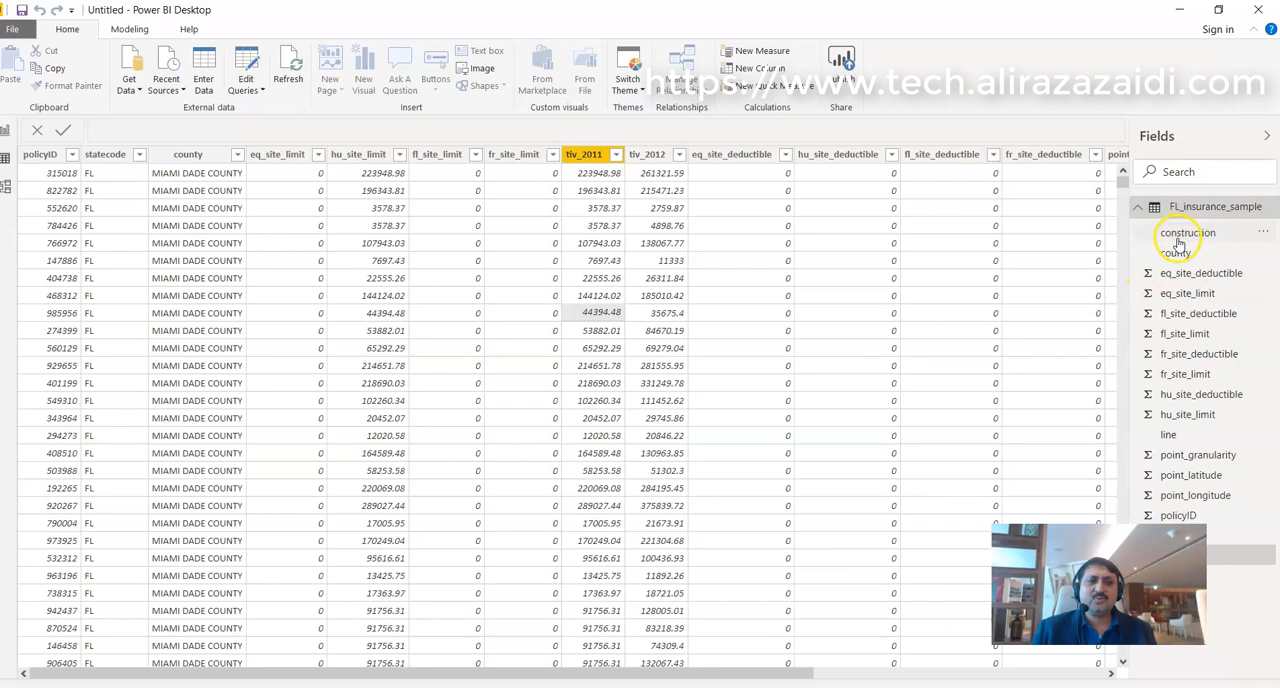 Untitled - Power BI Desktop
File Home Modeling Help
Sign in
Cut
Copy
Format Painter
Paste
Clipboard
Get Data
Recent Sources
Enter Data
Edit Queries
Refresh
External data
New Page
New Visual
Ask A Question
Buttons
Text box
Image
Shapes
Insert
From Marketplace
From File
Custom visuals
Switch Theme
Themes
Manage
Relationships
New Measure
New Column
New Quick Measure
Calculations
Share
https://www.tech.alirazazaidi.com
policyID statecode county eq_site_limit hu_site_limit fl_site_limit fr_site_limit tiv_2011 tiv_2012 eq_site_deductible hu_site_deductible fl_site_deductible fr_site_deductible point
315018 FL MIAMI DADE COUNTY 0 223948.98 0 0 223948.98 261321.59 0 0 0 0
822782 FL MIAMI DADE COUNTY 0 196343.81 0 0 196343.81 215471.23 0 0 0 0
552620 FL MIAMI DADE COUNTY 0 3578.37 0 0 3578.37 2759.87 0 0 0 0
784426 FL MIAMI DADE COUNTY 0 3578.37 0 0 3578.37 4898.76 0 0 0 0
766972 FL MIAMI DADE COUNTY 0 107943.03 0 0 107943.03 138067.77 0 0 0 0
147886 FL MIAMI DADE COUNTY 0 7697.43 0 0 7697.43 11333 0 0 0 0
404738 FL MIAMI DADE COUNTY 0 22555.26 0 0 22555.26 26311.84 0 0 0 0
468312 FL MIAMI DADE COUNTY 0 144124.02 0 0 144124.02 185010.42 0 0 0 0
985956 FL MIAMI DADE COUNTY 0 44394.48 0 0 44394.48 35675.4 0 0 0 0
274399 FL MIAMI DADE COUNTY 0 53882.01 0 0 53882.01 84670.19 0 0 0 0
560129 FL MIAMI DADE COUNTY 0 65292.29 0 0 65292.29 69279.04 0 0 0 0
929655 FL MIAMI DADE COUNTY 0 214651.78 0 0 214651.78 281555.95 0 0 0 0
401199 FL MIAMI DADE COUNTY 0 218690.03 0 0 218690.03 331249.78 0 0 0 0
549310 FL MIAMI DADE COUNTY 0 102260.34 0 0 102260.34 111452.62 0 0 0 0
343964 FL MIAMI DADE COUNTY 0 20452.07 0 0 20452.07 29745.86 0 0 0 0
294273 FL MIAMI DADE COUNTY 0 12020.58 0 0 12020.58 20846.22 0 0 0 0
408510 FL MIAMI DADE COUNTY 0 164589.48 0 0 164589.48 130963.85 0 0 0 0
503988 FL MIAMI DADE COUNTY 0 58253.58 0 0 58253.58 51302.3 0 0 0 0
192265 FL MIAMI DADE COUNTY 0 220069.08 0 0 220069.08 284195.45 0 0 0 0
920267 FL MIAMI DADE COUNTY 0 289027.44 0 0 289027.44 375839.72 0 0 0 0
790004 FL MIAMI DADE COUNTY 0 17005.95 0 0 17005.95 21673.91 0 0 0 0
973925 FL MIAMI DADE COUNTY 0 170249.04 0 0 170249.04 221304.68 0 0 0
532312 FL MIAMI DADE COUNTY 0 95616.61 0 0 95616.61 100436.93 0 0 0
963196 FL MIAMI DADE COUNTY 0 13425.75 0 0 13425.75 11892.26 0 0
738315 FL MIAMI DADE COUNTY 0 17363.97 0 0 17363.97 18721.05 0 0
942437 FL MIAMI DADE COUNTY 0 91756.31 0 0 91756.31 128005.01 0 0
870524 FL MIAMI DADE COUNTY 0 91756.31 0 0 91756.31 83218.39 0 0
146458 FL MIAMI DADE COUNTY 0 91756.31 0 0 91756.31 74309.4 0 0
906405 FL MIAMI DADE COUNTY 0 91756.31 0 0 91756.31 132067.43 0 0 0
Fields
Search
FL_insurance_sample
construction
county
eq_site_deductible
eq_site_limit
fl_site_deductible
fl_site_limit
fr_site_deductible
fr_site_limit
hu_site_deductible
hu_site_limit
line
point_granularity
point_latitude
point_longitude
policyID